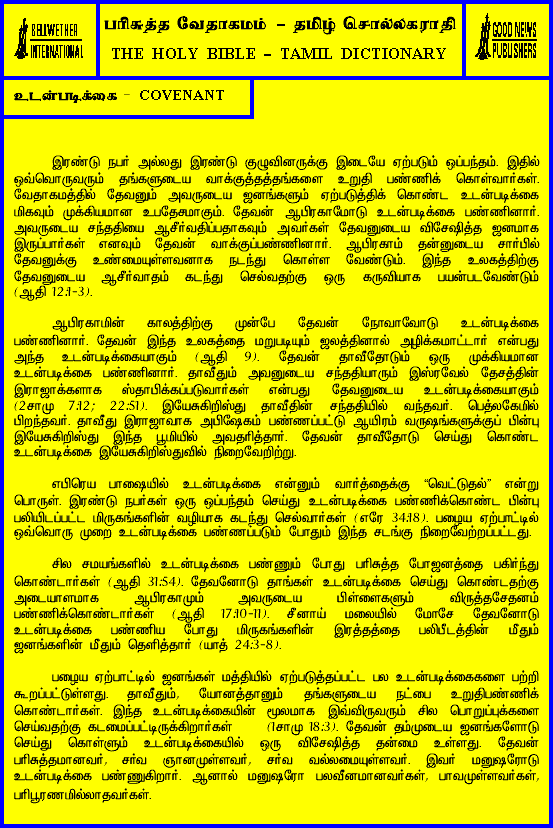 BELLWETHER
INTERNATIONAL
பரிசுத்த வேதாகமம் - தமிழ் சொல்லகராதி
THE HOLY BIBLE - TAMIL DICTIONARY
GOOD NEWS
PUBLISHERS
உடன்படிக்கை - COVENANT
இரண்டு நபர் அல்லது இரண்டு குழுவினருக்கு இடையே ஏற்படும் ஒப்பந்தம். இதில்
ஒவ்வொருவரும் தங்களுடைய வாக்குத்தத்தங்களை உறுதி பண்ணிக் கொள்வார்கள்.
வேதாகமத்தில் தேவனும் அவருடைய ஜனங்களும் ஏற்படுத்திக் கொண்ட உடன்படிக்கை
மிகவும் முக்கியமான உபதேசமாகும். தேவன் ஆபிரகாமோடு உடன்படிக்கை பண்ணினார்.
அவருடைய சந்ததியை ஆசீர்வதிப்பதாகவும் அவர்கள் தேவனுடைய விசேஷித்த ஜனமாக
இருப்பார்கள் எனவும் தேவன் வாக்குப்பண்ணினார். ஆபிரகாம் தன்னுடைய சார்பில்
தேவனுக்கு உண்மையுள்ளவனாக நடந்து கொள்ள வேண்டும். இந்த உலகத்திற்கு
தேவனுடைய ஆசீர்வாதம் கடந்து செல்வதற்கு ஒரு கருவியாக பயன்படவேண்டும்
(ஆதி 12:1-3).
ஆபிரகாமின் காலத்திற்கு முன்பே தேவன் நோவாவோடு உடன்படிக்கை
பண்ணினார். தேவன் இந்த உலகத்தை மறுபடியும் ஜலத்தினால் அழிக்கமாட்டார் என்பது
அந்த உடன்படிக்கையாகும் (ஆதி 9). தேவன் தாவீதோடும் ஒரு முக்கியமான
உடன்படிக்கை பண்ணினார். தாவீதும் அவனுடைய சந்ததியாரும் இஸ்ரவேல் தேசத்தின்
இராஜாக்களாக ஸ்தாபிக்கப்படுவார்கள் என்பது தேவனுடைய உடன்படிக்கையாகும்
(2சாமு 7:12; 22:51). இயேசுகிறிஸ்து தாவீதின் சந்ததியில் வந்தவர். பெத்லகேமில்
பிறந்தவர். தாவீது இராஜாவாக அபிஷேகம் பண்ணப்பட்டு ஆயிரம் வருஷங்களுக்குப் பின்பு
இயேசுகிறிஸ்து இந்த பூமியில் அவதரித்தார். தேவன் தாவீதோடு செய்து கொண்ட
உடன்படிக்கை இயேசுகிறிஸ்துவில் நிறைவேறிற்று.
எபிரெய பாஷையில் உடன்படிக்கை என்னும் வார்த்தைக்கு "வெட்டுதல்" என்று
பொருள். இரண்டு நபர்கள் ஒரு ஒப்பந்தம் செய்து உடன்படிக்கை பண்ணிக்கொண்ட பின்பு
பலியிடப்பட்ட மிருகங்களின் வழியாக கடந்து செல்வார்கள் (எரே 34:18). பழைய ஏற்பாட்டில்
ஒவ்வொரு முறை உடன்படிக்கை பண்ணப்படும் போதும் இந்த சடங்கு நிறைவேற்றப்பட்டது.
சில சமயங்களில் உடன்படிக்கை பண்ணும் போது பரிசுத்த போஜனத்தை பகிர்ந்து
கொண்டார்கள் (ஆதி 31:54). தேவனோடு தாங்கள் உடன்படிக்கை செய்து கொண்டதற்கு
அடையாளமாக ஆபிரகாமும் அவருடைய பிள்ளைகளும் விருத்தசேதனம்
பண்ணிக்கொண்டார்கள் (ஆதி 17:10-11). சீனாய் மலையில் மோசே தேவனோடு
உடன்படிக்கை பண்ணிய போது மிருகங்களின் இரத்தத்தை பலிபீடத்தின் மீதும்
ஜனங்களின் மீதும் தெளித்தார் (யாத் 24:3-8).
பழைய ஏற்பாட்டில் ஜனங்கள் மத்தியில் ஏற்படுத்தப்பட்ட பல உடன்படிக்கைகளை பற்றி
கூறப்பட்டுள்ளது. தாவீதும், யோனத்தானும் தங்களுடைய நட்பை உறுதிபண்ணிக்
கொண்டார்கள். இந்த உடன்படிக்கையின் மூலமாக இவ்விருவரும் சில பொறுப்புக்களை
செய்வதற்கு கடமைப்பட்டிருக்கிறார்கள் (1சாமு 18:3). தேவன் தம்முடைய ஜனங்களோடு
செய்து கொள்ளும் உடன்படிக்கையில் ஒரு விசேஷித்த தன்மை உள்ளது. தேவன்
பரிசுத்தமானவர், சர்வ ஞானமுள்ளவர், சர்வ வல்லமையுள்ளவர். இவர் மனுஷரோடு
உடன்படிக்கை பண்ணுகிறார். ஆனால் மனுஷரோ பலவீனமானவர்கள், பாவமுள்ளவர்கள்,
பரிபூரணமில்லாதவர்கள்.